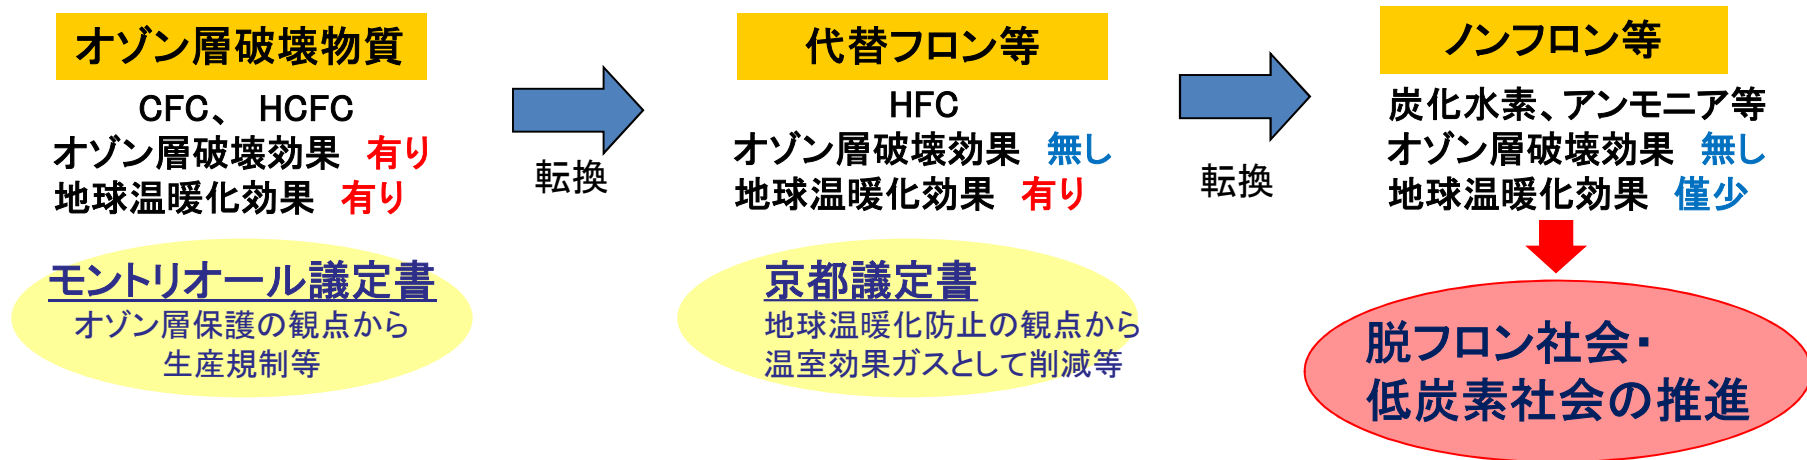 オゾン層破壊物質
CFC、 HCFC
オゾン層破壊効果 有り
地球温暖化効果 有り
モントリオール議定書
オゾン層保護の観点から
生産規制等
転換
代替フロン等
HFC
オゾン層破壊効果 無し
地球温暖化効果 有り
京都議定書
地球温暖化防止の観点から
温室効果ガスとして削減等
転換
ノンフロン等
炭化水素、アンモニア等
オゾン層破壊効果 無し
地球温暖化効果 僅少
脱フロン社会・
低炭素社会の推進